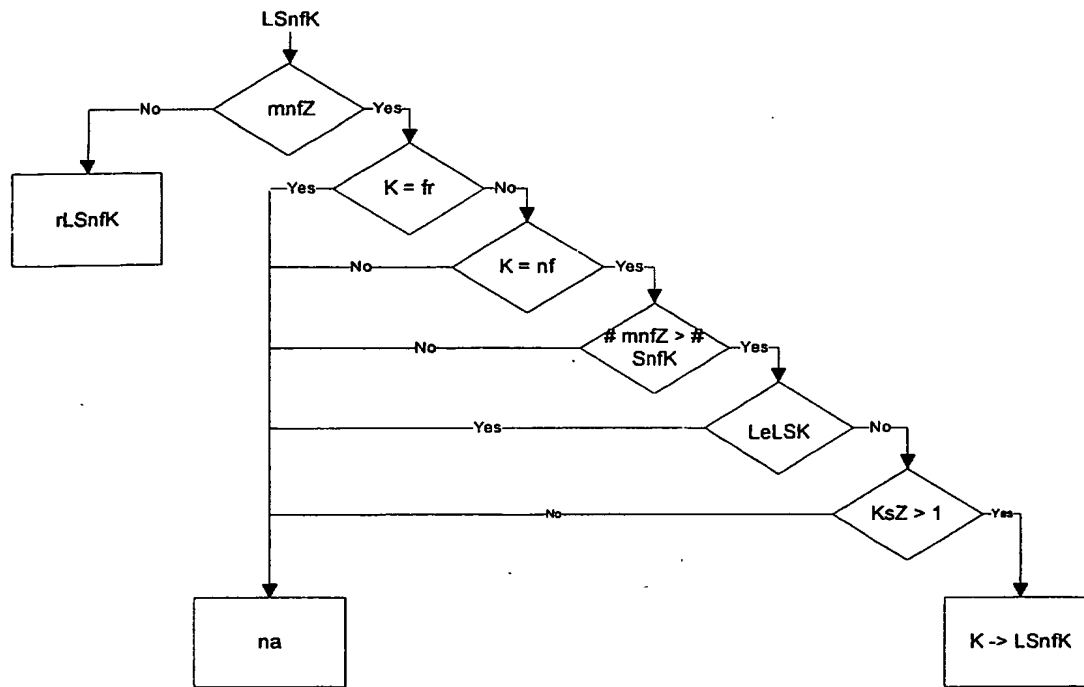 LSnfK
No
mnfZ
Yes
rLSnfK
Yes
K = fr
No
No
K = nf
Yes
No
# mnfZ > #
SnfK
Yes
Yes
LeLSK
No
No
KsZ > 1
Yes
na
K -> LSnfK